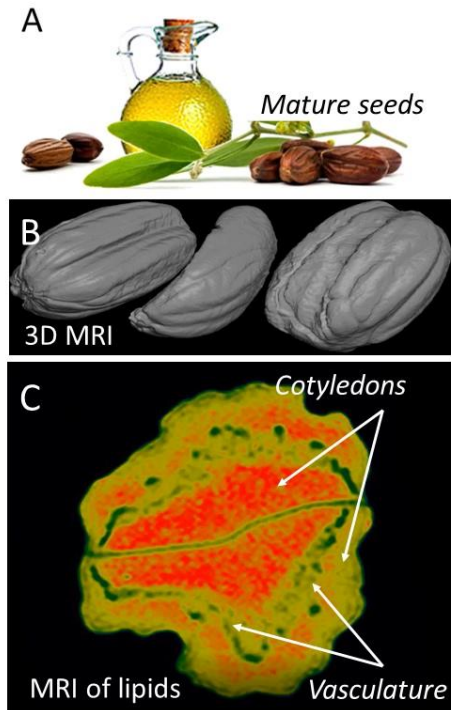 A
Mature seeds
B
3D MRI
C
Cotyledons
MRI of lipids
Vasculature